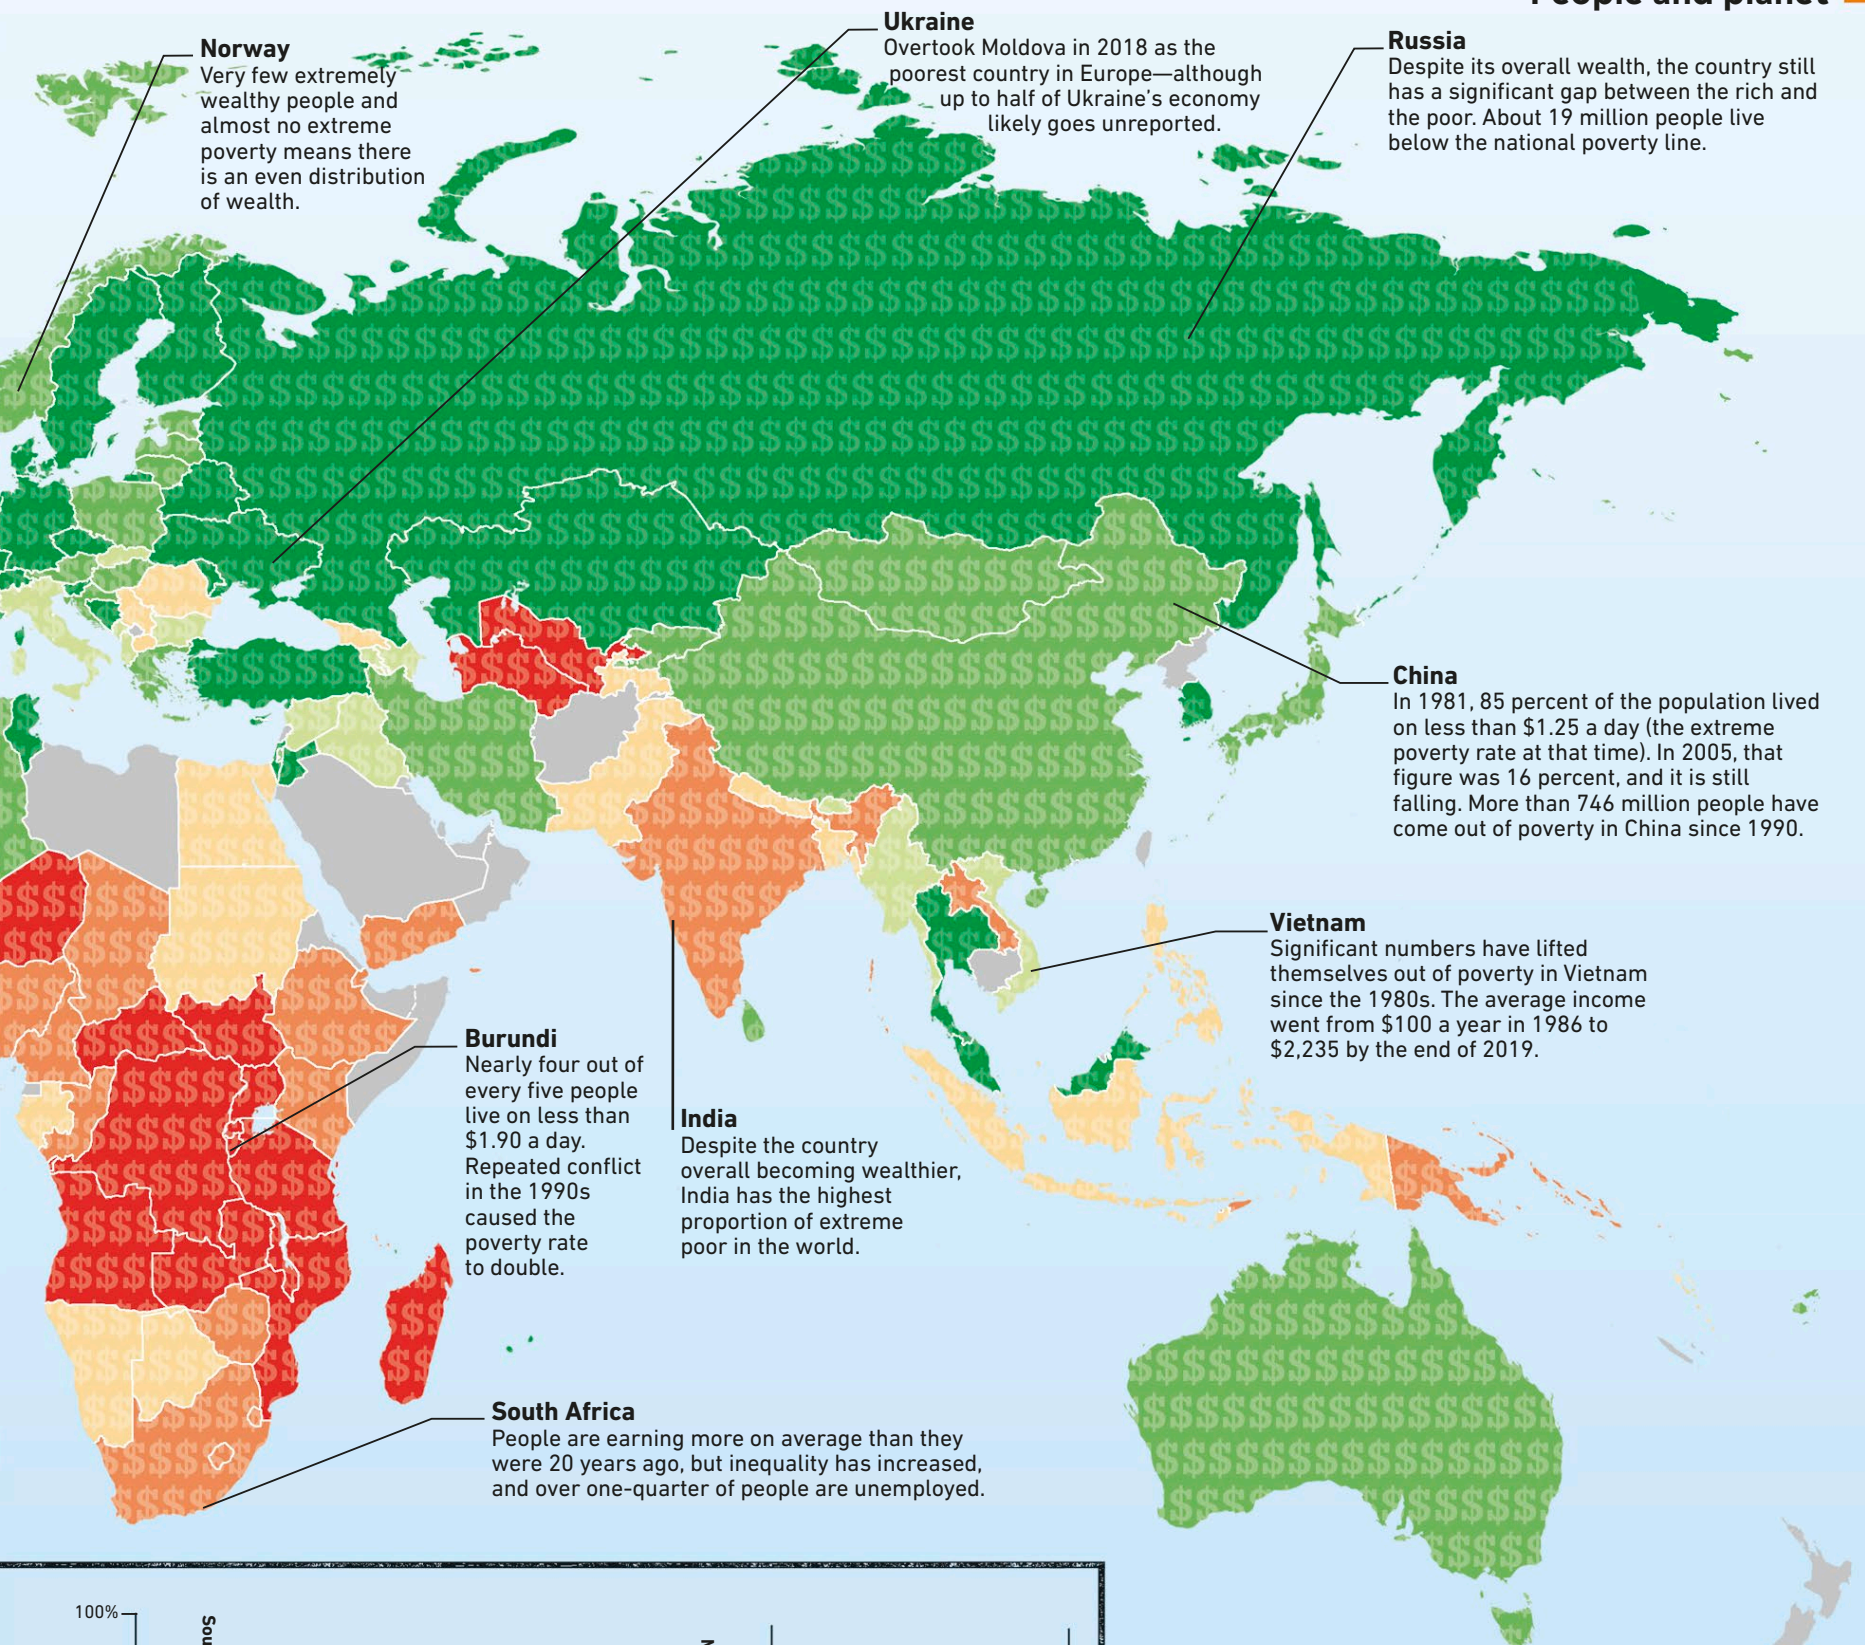 People and planet
Norway
Very few extremely
wealthy people and
almost no extreme
poverty means there
is an even distribution
of wealth.
Ukraine
Overtook Moldova in 2018 as the
poorest country in Europe—although
up to half of Ukraine’s economy
likely goes unreported.
Russia
Despite its overall wealth, the country still
has a significant gap between the rich and
the poor. About 19 million people live
below the national poverty line.
China
In 1981, 85 percent of the population lived
on less than $1.25 a day (the extreme
poverty rate at that time). In 2005, that
figure was 16 percent, and it is still
falling. More than 746 million people have
come out of poverty in China since 1990.
Vietnam
Significant numbers have lifted
themselves out of poverty in Vietnam
since the 1980s. The average income
went from $100 a year in 1986 to
$2,235 by the end of 2019.
Burundi
Nearly four out of
every five people
live on less than
$1.90 a day.
Repeated conflict
in the 1990s
caused the
poverty rate
to double.
India
Despite the country
overall becoming wealthier,
India has the highest
proportion of extreme
poor in the world.
South Africa
People are earning more on average than they
were 20 years ago, but inequality has increased,
and over one-quarter of people are unemployed.
100%
Sou